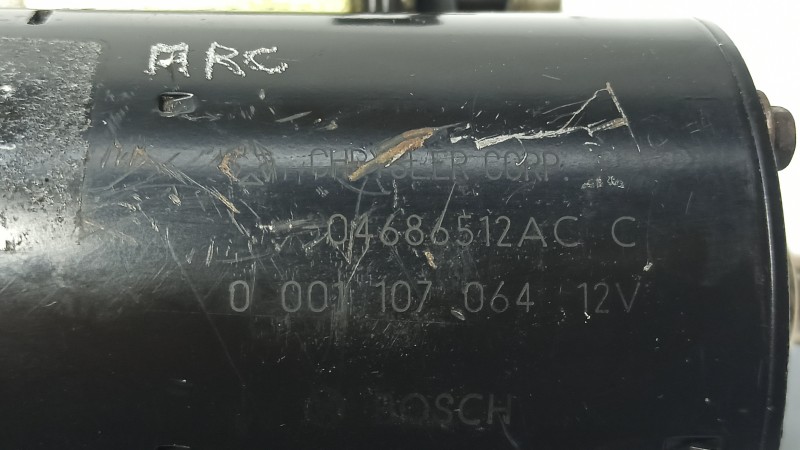 ARC
CHRYSLER CORP.
04686512AC C
0 001 107 064 12V
BOSCH